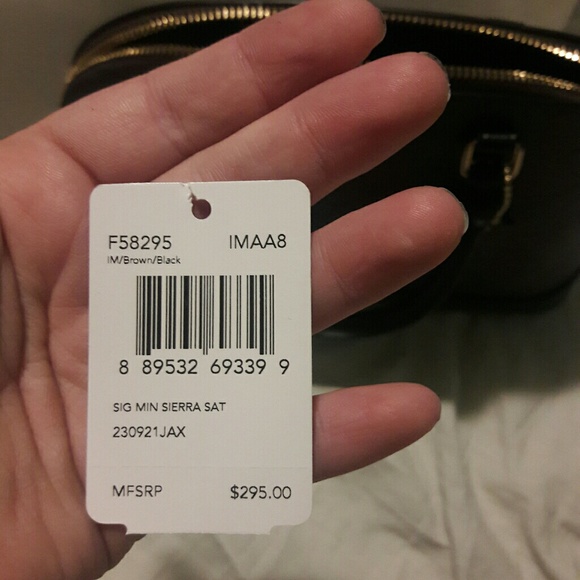 F58295 IMAA8
IM/Brown/Black
8 89532 69339 9
SIG MIN SIERRA SAT
230921JAX
MFSRP $295.00